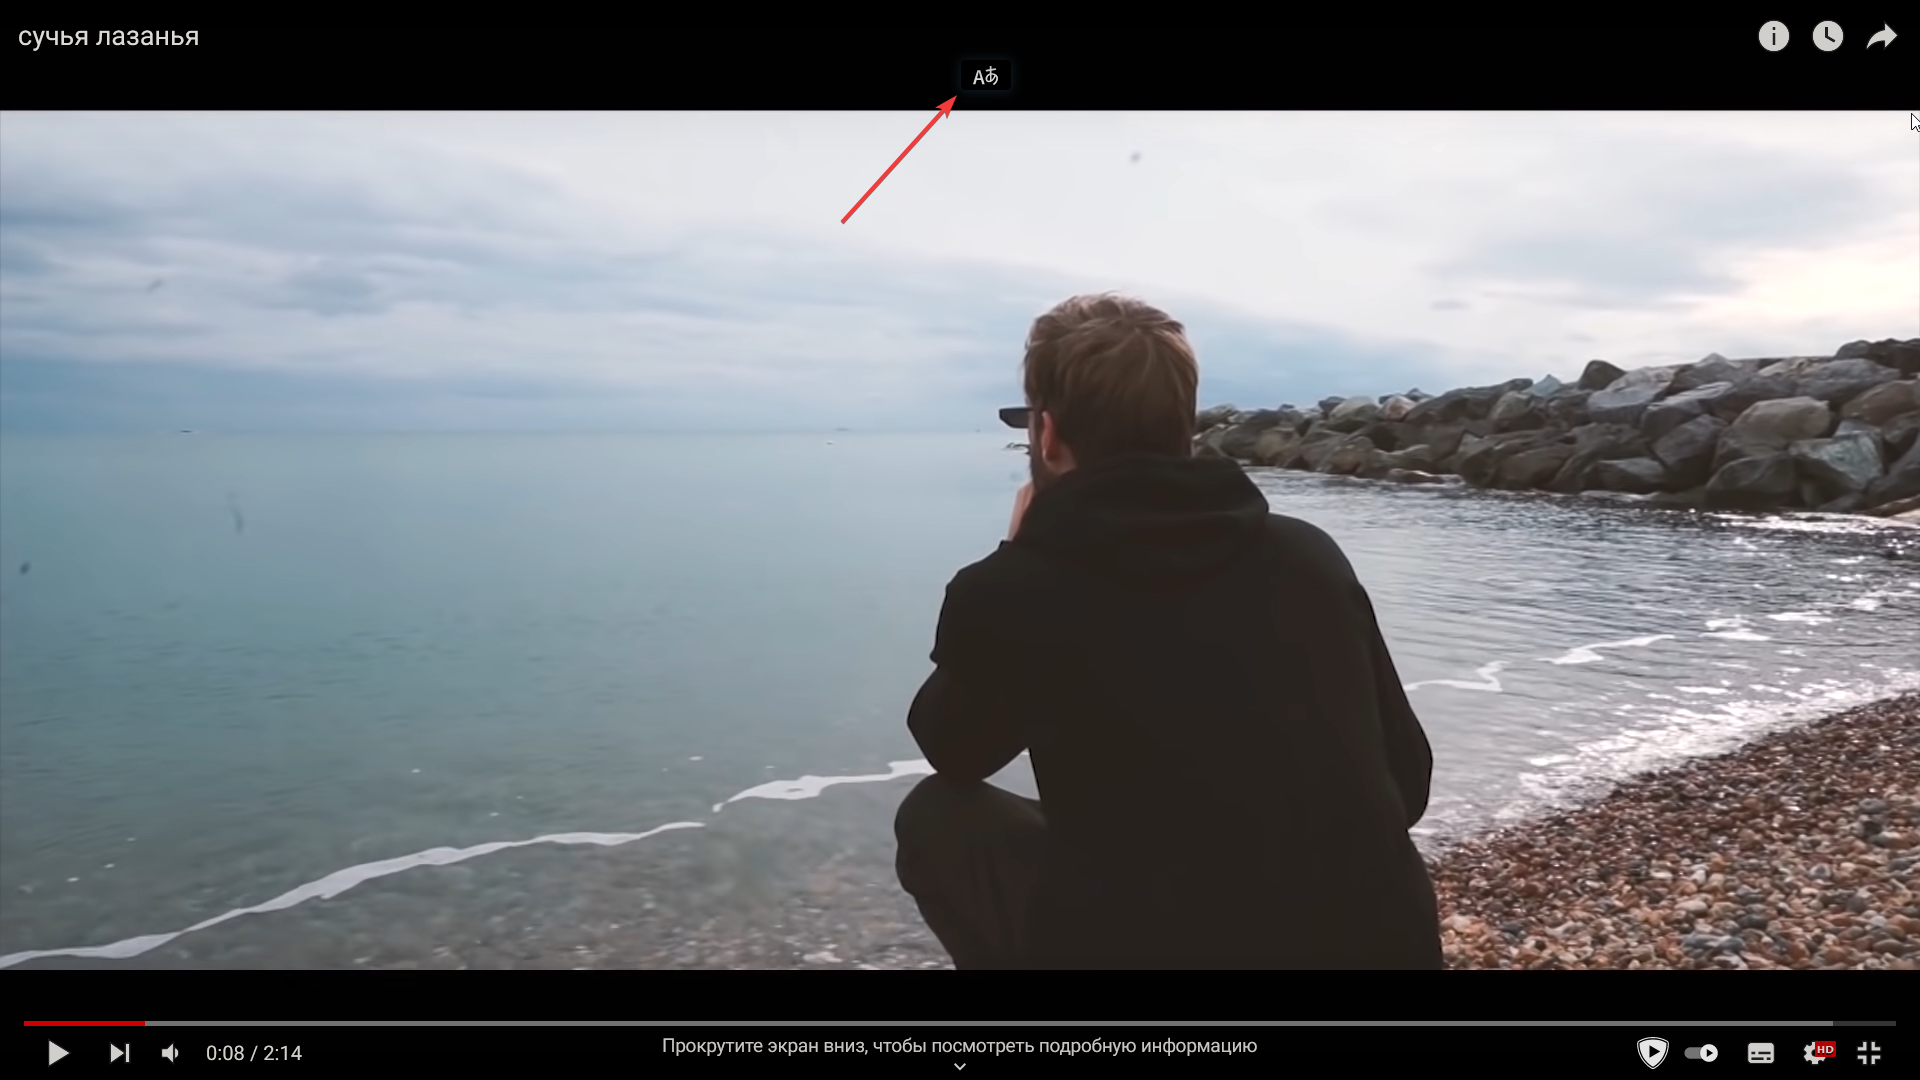 сучья лазанья
Aあ
0:08 / 2:14
Прокрутите экран вниз, чтобы посмотреть подробную информацию
HD